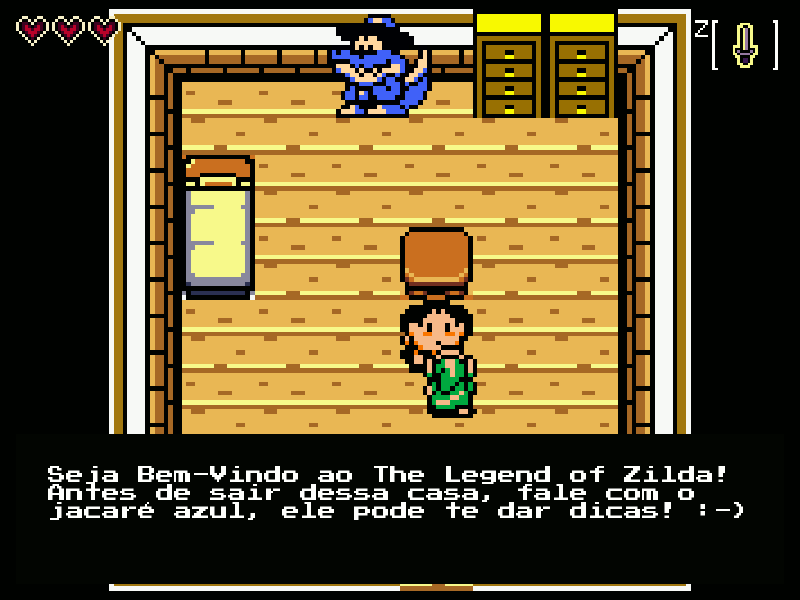 Z
Seja Bem-Vindo ao The Legend of Zilda!
Antes de sair dessa casa, fale com o
jacaré azul, ele pode te dar dicas! :-)